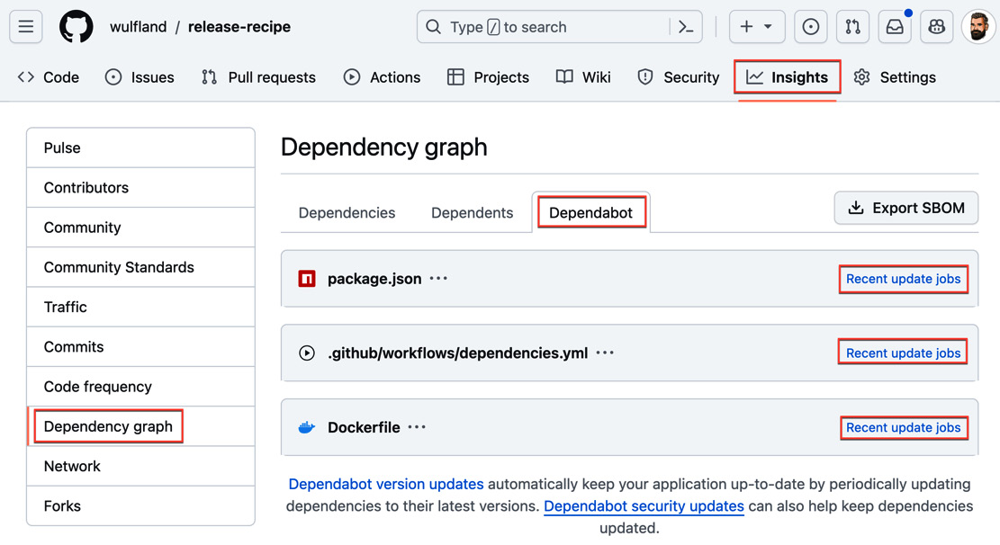 wulfland / release-recipe
Type / to search
Code Issues Pull requests Actions Projects Wiki Security Insights Settings
Pulse
Contributors
Community
Community Standards
Traffic
Commits
Code frequency
Dependency graph
Network
Forks
Dependency graph
Dependencies Dependents Dependabot
Export SBOM
package.json ··· Recent update jobs
.github/workflows/dependencies.yml ··· Recent update jobs
Dockerfile ··· Recent update jobs
Dependabot version updates automatically keep your application up-to-date by periodically updating
dependencies to their latest versions. Dependabot security updates can also help keep dependencies
updated.